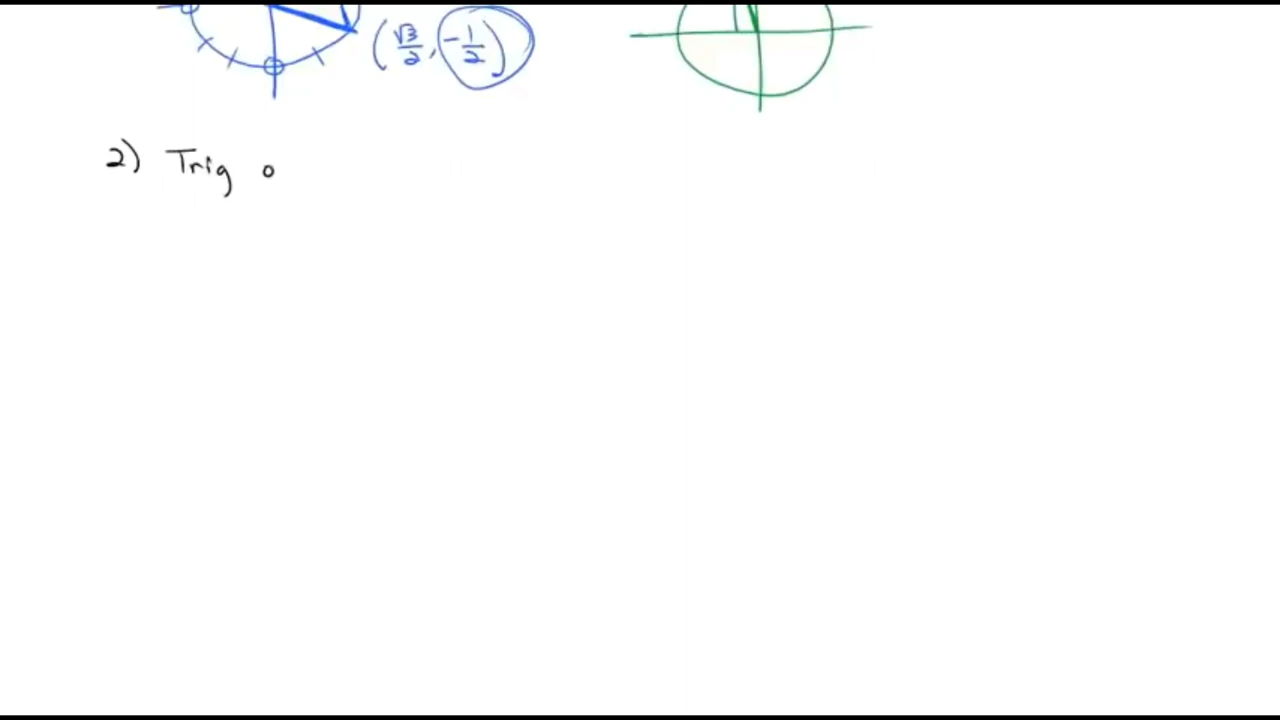 (√3/2, -1/2)
2) Trig o